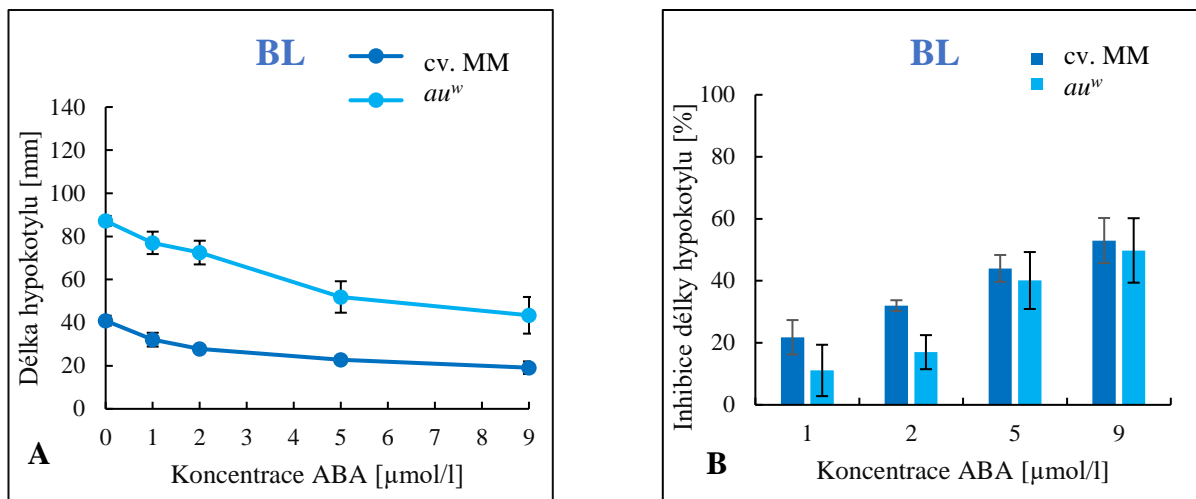 BL
cv. MM
auʷ
Délka hypokotylu [mm]
140
120
100
80
60
40
20
0
0 1 2 3 4 5 6 7 8 9
Koncentrace ABA [µmol/l]
A
BL
cv. MM
auʷ
Inhibice délky hypokotylu [%]
100
80
60
40
20
0
1 2 5 9
Koncentrace ABA [µmol/l]
B